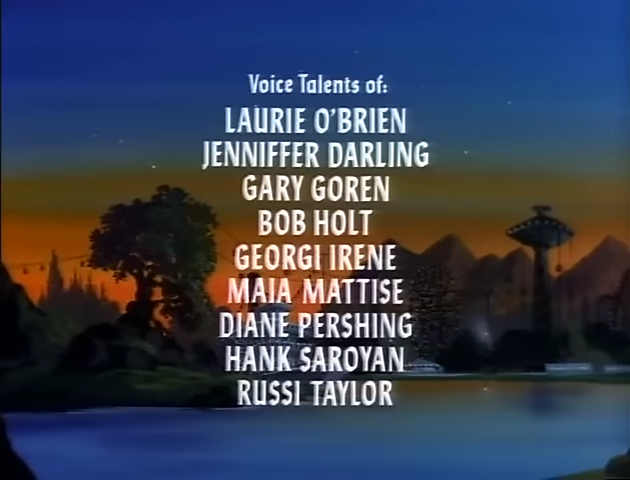 Voice Talents of:
LAURIE O'BRIEN
JENNIFFER DARLING
GARY GOREN
BOB HOLT
GEORGI IRENE
MAIA MATTISE
DIANE PERSHING
HANK SAROYAN
RUSSI TAYLOR